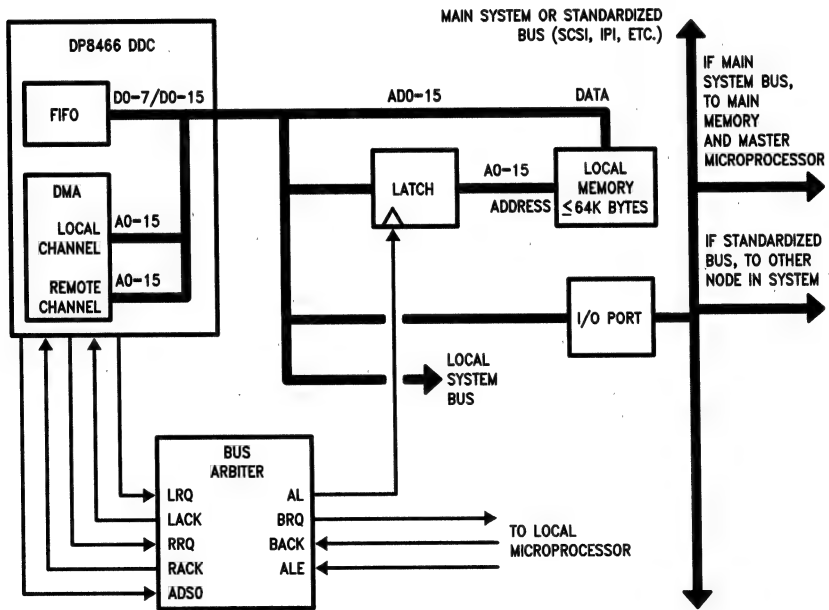 MAIN SYSTEM OR STANDARDIZED
BUS (SCSI, IPI, ETC.)
DP8466 DDC
FIFO
D0-7/D0-15
AD0-15
DATA
IF MAIN
SYSTEM BUS,
TO MAIN
MEMORY
AND MASTER
MICROPROCESSOR
DMA
LOCAL
CHANNEL
A0-15
REMOTE
CHANNEL
A0-15
LATCH
A0-15
ADDRESS
LOCAL
MEMORY
≤64K BYTES
IF STANDARDIZED
BUS, TO OTHER
NODE IN SYSTEM
I/O PORT
LOCAL
SYSTEM
BUS
BUS
ARBITER
LRQ
AL
LACK
BRQ
RRQ
BACK
RACK
ALE
ADS0
TO LOCAL
MICROPROCESSOR